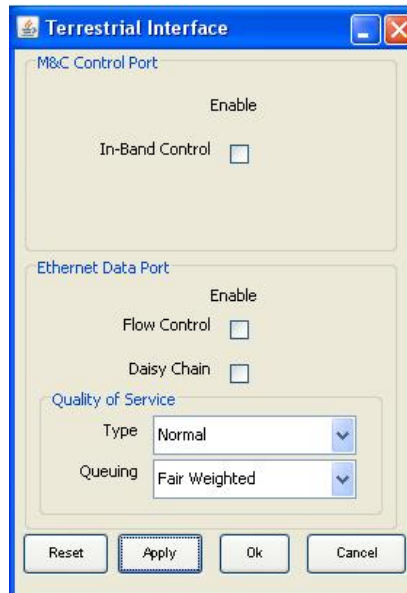 Terrestrial Interface
M&C Control Port
Enable
In-Band Control
Ethernet Data Port
Enable
Flow Control
Daisy Chain
Quality of Service
Type Normal
Queuing Fair Weighted
Reset Apply Ok Cancel